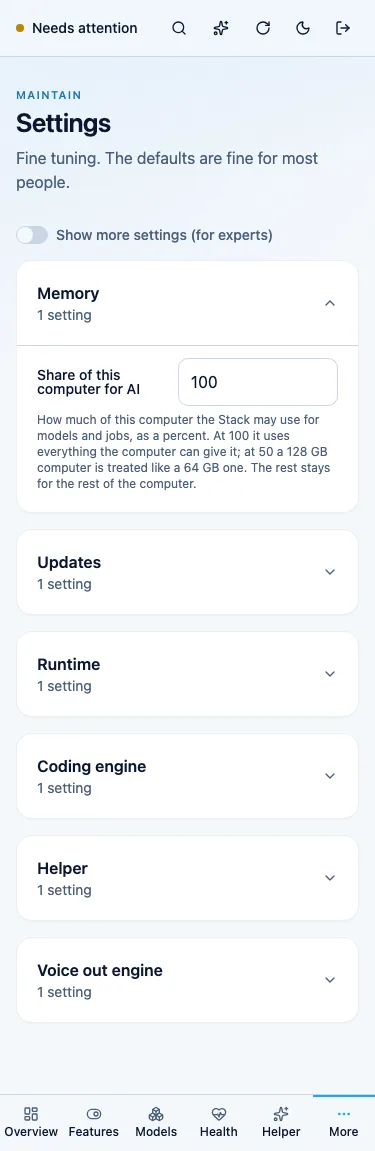 Needs attention
MAINTAIN
Settings
Fine tuning. The defaults are fine for most
people.
Show more settings (for experts)
Memory
1 setting
Share of this
computer for AI
100
How much of this computer the Stack may use for
models and jobs, as a percent. At 100 it uses
everything the computer can give it; at 50 a 128 GB
computer is treated like a 64 GB one. The rest stays
for the rest of the computer.
Updates
1 setting
Runtime
1 setting
Coding engine
1 setting
Helper
1 setting
Voice out engine
1 setting
Overview
Features
Models
Health
Helper
More